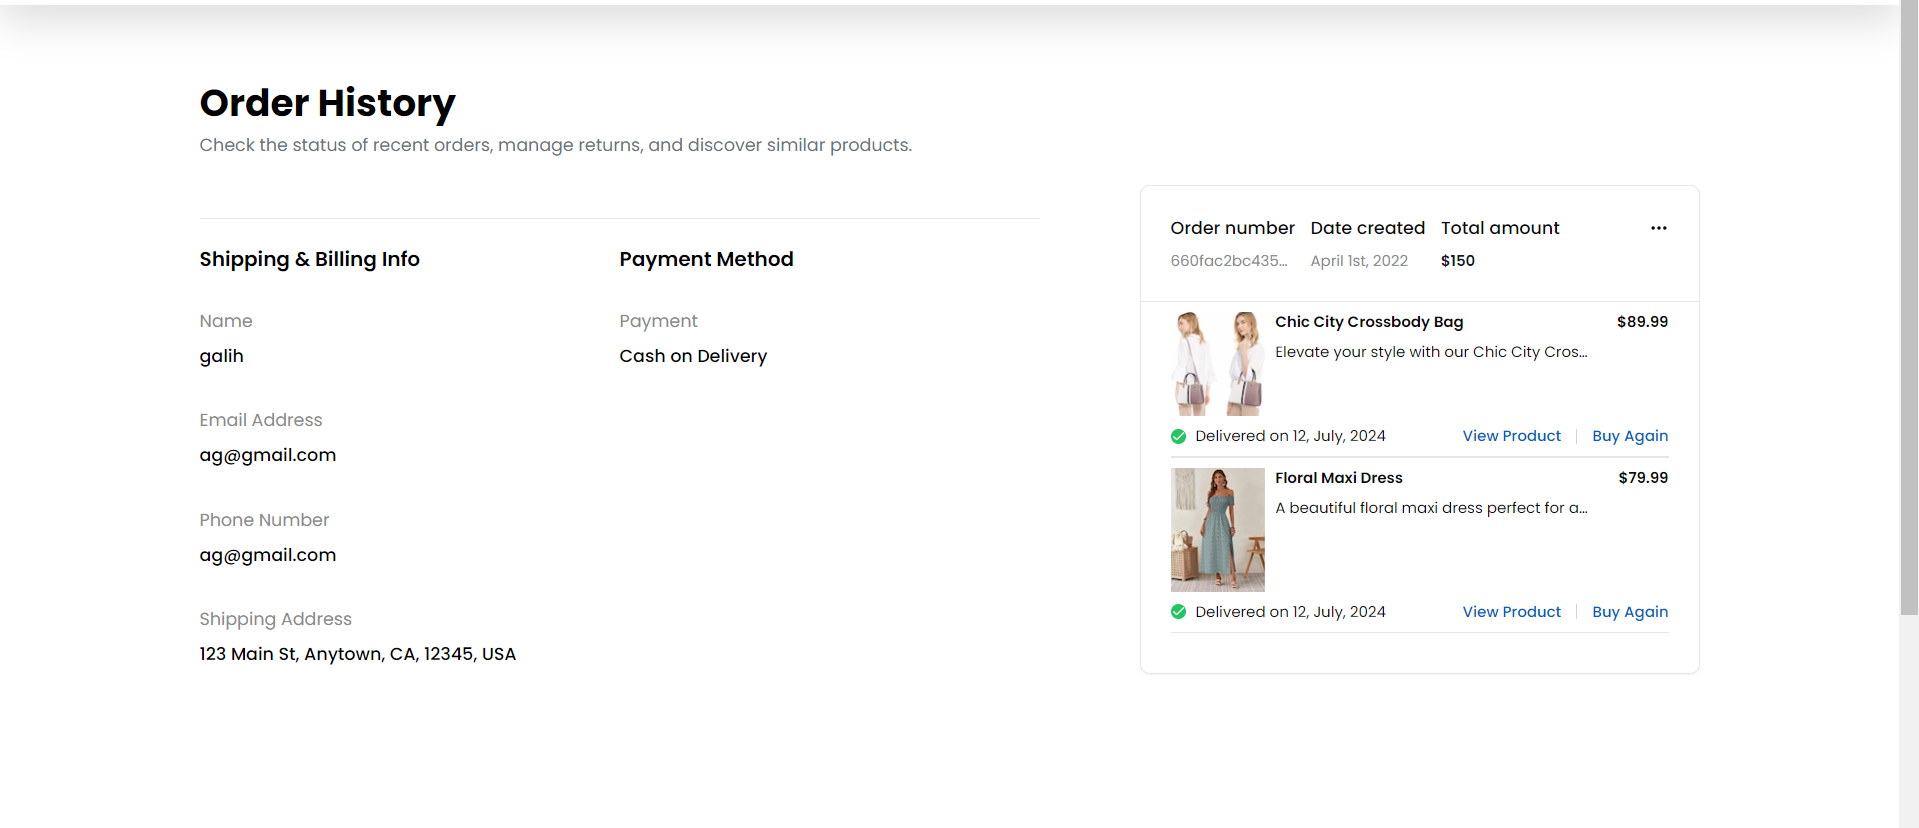 Order History
Check the status of recent orders, manage returns, and discover similar products.
Shipping & Billing Info
Name
galih
Email Address
ag@gmail.com
Phone Number
ag@gmail.com
Shipping Address
123 Main St, Anytown, CA, 12345, USA
Payment Method
Payment
Cash on Delivery
Order number Date created Total amount
660fac2bc435... April 1st, 2022 $150
Chic City Crossbody Bag $89.99
Elevate your style with our Chic City Cros...
Delivered on 12, July, 2024 View Product Buy Again
Floral Maxi Dress $79.99
A beautiful floral maxi dress perfect for a...
Delivered on 12, July, 2024 View Product Buy Again